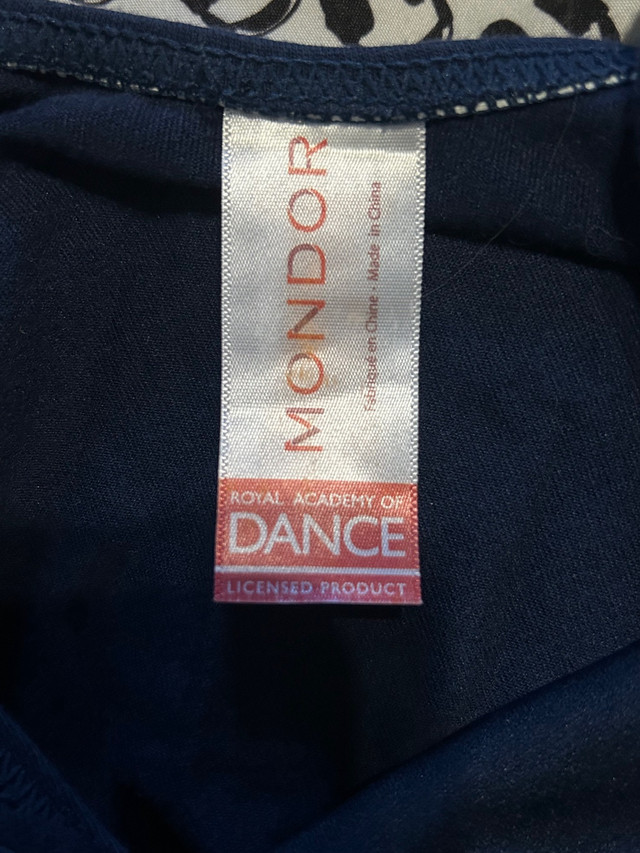 MONDOR
Fabriqué en Chine · Made in China
ROYAL ACADEMY OF
DANCE
LICENSED PRODUCT